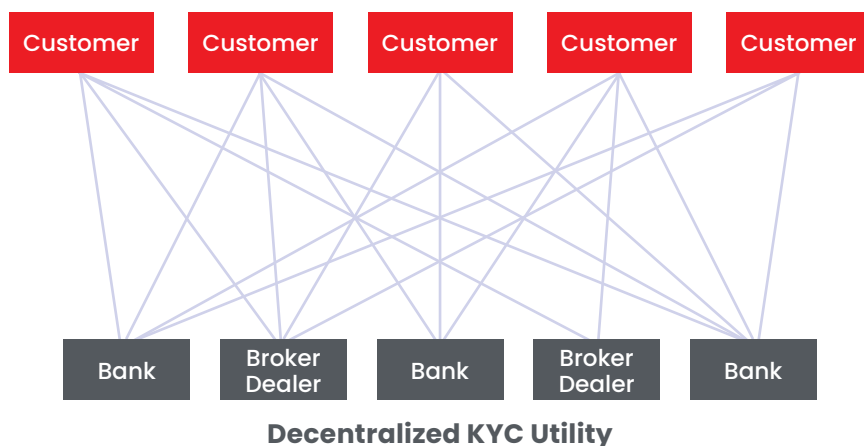 Customer
Customer
Customer
Customer
Customer
Bank
Broker
Dealer
Bank
Broker
Dealer
Bank
Decentralized KYC Utility